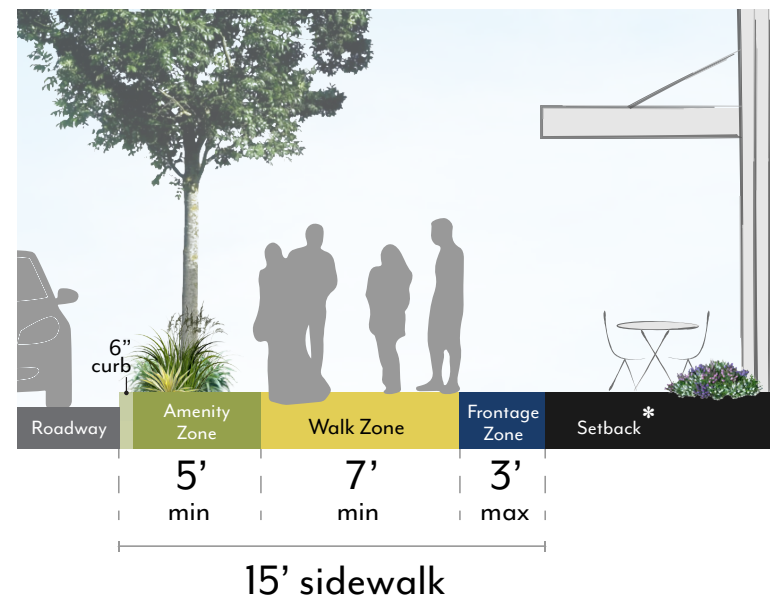 6”
curb
Roadway
Amenity
Zone
Walk Zone
Frontage
Zone
Setback*
5’
min
7’
min
3’
max
15’ sidewalk